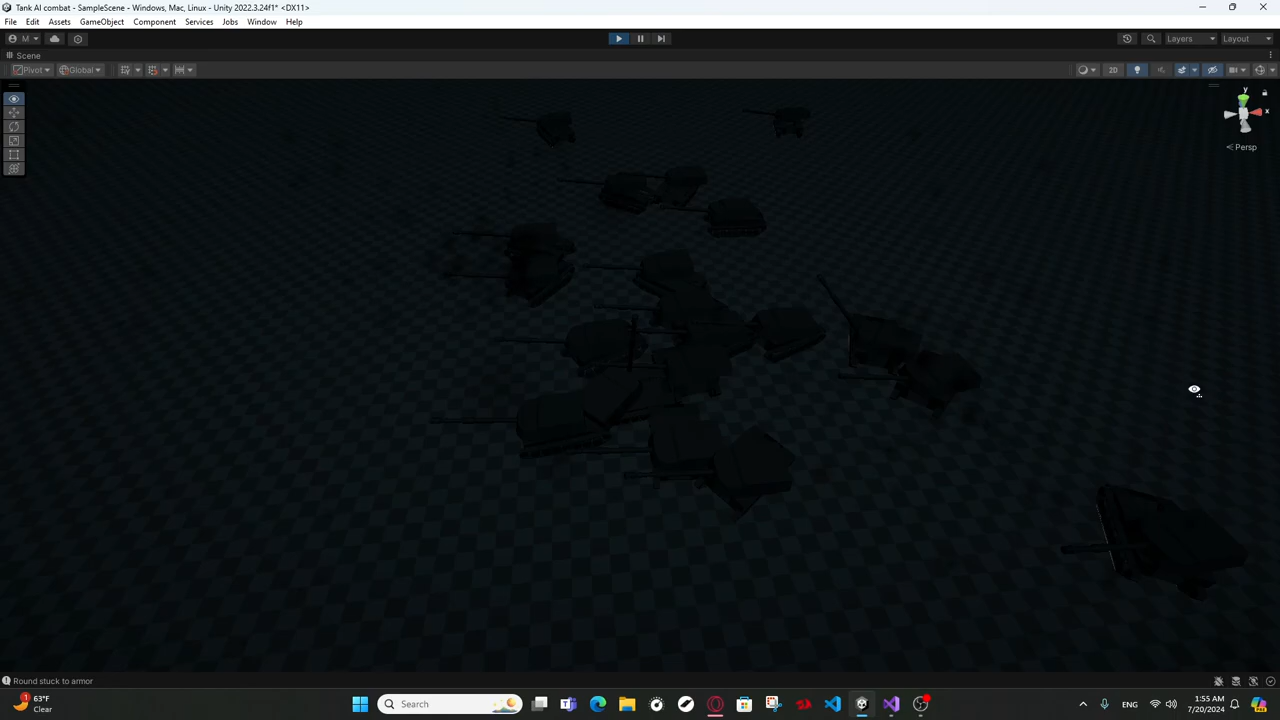 Tank AI combat - SampleScene - Windows, Mac, Linux - Unity 2022.3.24f1* <DX11>
File Edit Assets GameObject Component Services Jobs Window Help
M Layers Layout
Scene
Pivot Global 2D
y
x
< Persp
Round stuck to armor
1 63°F Clear
Search
ENG
1:55 AM
7/20/2024